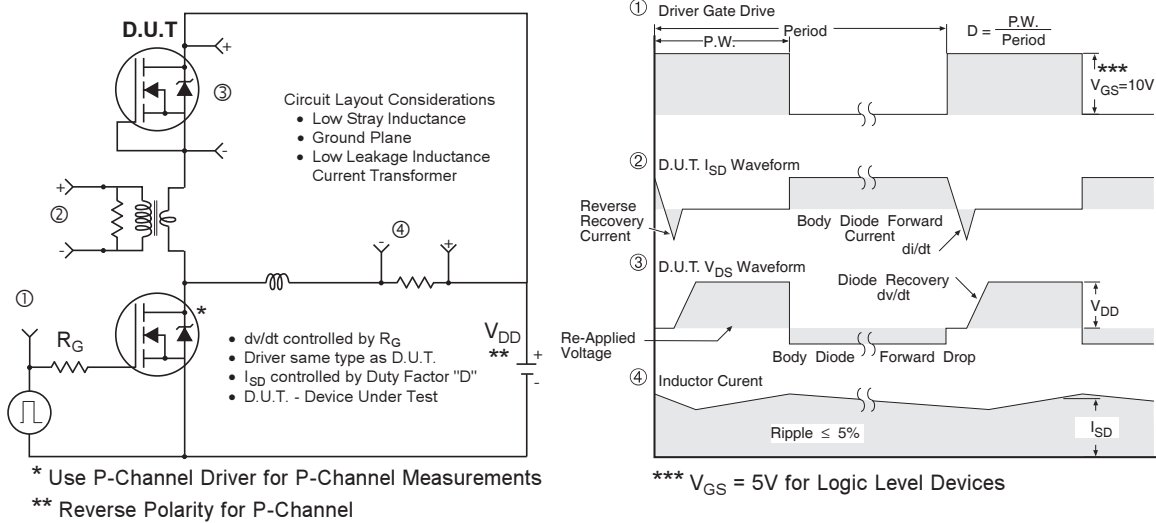 D.U.T
+
③
-
Circuit Layout Considerations
• Low Stray Inductance
• Ground Plane
• Low Leakage Inductance
Current Transformer
+
②
-
④
-
+
①
R_G
*
• dv/dt controlled by R_G
• Driver same type as D.U.T.
• I_SD controlled by Duty Factor "D"
• D.U.T. - Device Under Test
V_DD
**
+
-
* Use P-Channel Driver for P-Channel Measurements
** Reverse Polarity for P-Channel
① Driver Gate Drive
Period
P.W.
D = P.W.
Period
***
V_GS=10V
② D.U.T. I_SD Waveform
Reverse
Recovery
Current
Body Diode Forward
Current
di/dt
③ D.U.T. V_DS Waveform
Diode Recovery
dv/dt
V_DD
Re-Applied
Voltage
Body Diode Forward Drop
④ Inductor Curent
Ripple ≤ 5%
I_SD
*** V_GS = 5V for Logic Level Devices